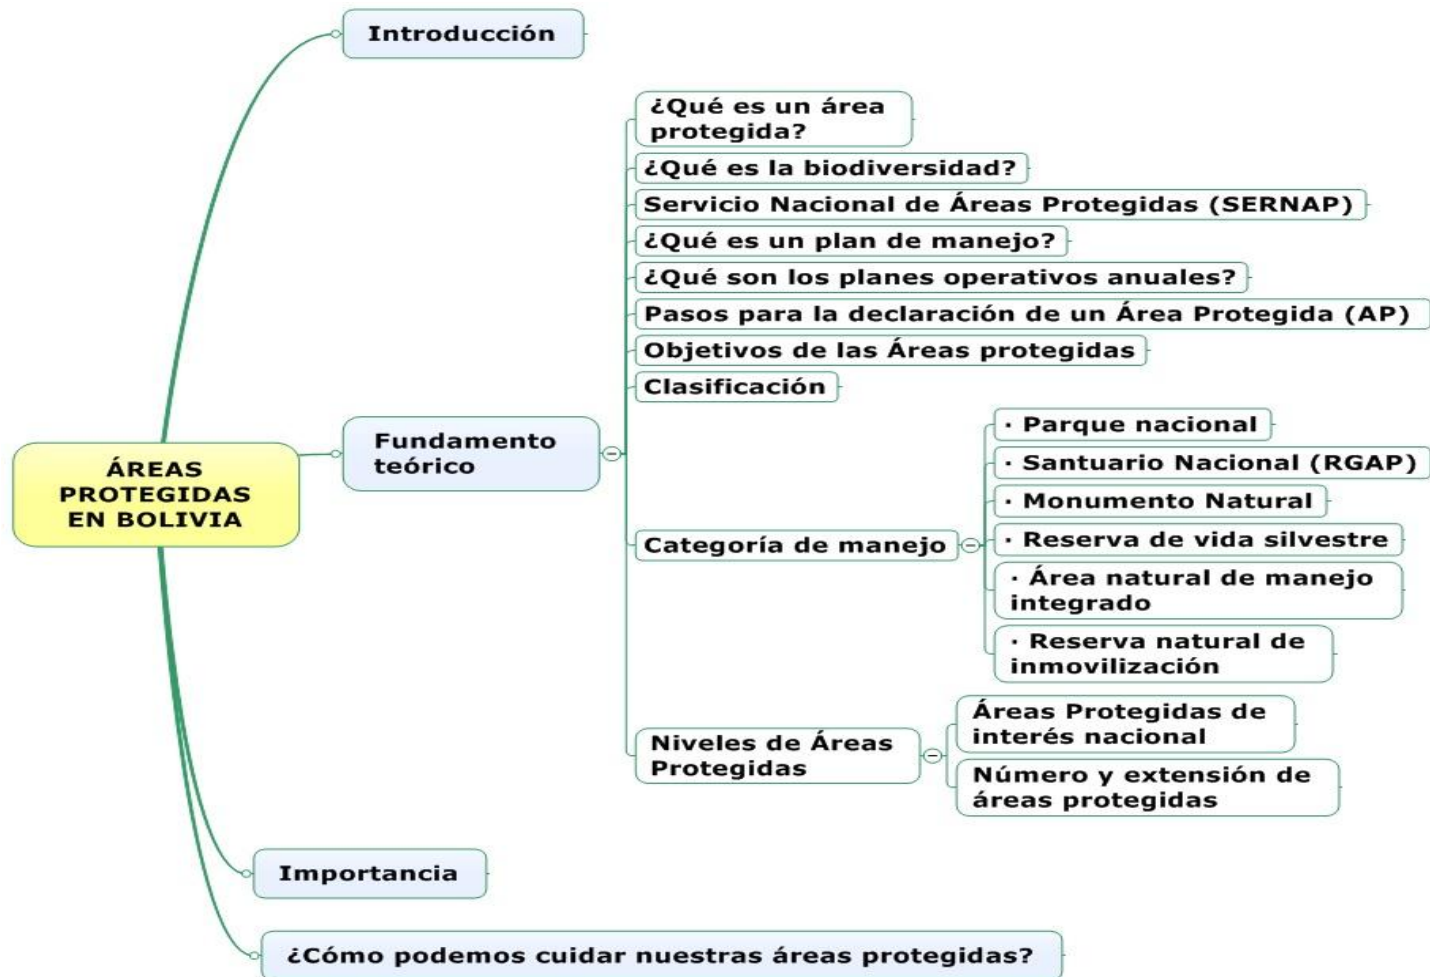 Introducción
¿Qué es un área
protegida?
¿Qué es la biodiversidad?
Servicio Nacional de Áreas Protegidas (SERNAP)
¿Qué es un plan de manejo?
¿Qué son los planes operativos anuales?
Pasos para la declaración de un Área Protegida (AP)
Objetivos de las Áreas protegidas
Clasificación
Fundamento
teórico
ÁREAS
PROTEGIDAS
EN BOLIVIA
Categoría de manejo
· Parque nacional
· Santuario Nacional (RGAP)
· Monumento Natural
· Reserva de vida silvestre
· Área natural de manejo
integrado
· Reserva natural de
inmovilización
Niveles de Áreas
Protegidas
Áreas Protegidas de
interés nacional
Número y extensión de
áreas protegidas
Importancia
¿Cómo podemos cuidar nuestras áreas protegidas?